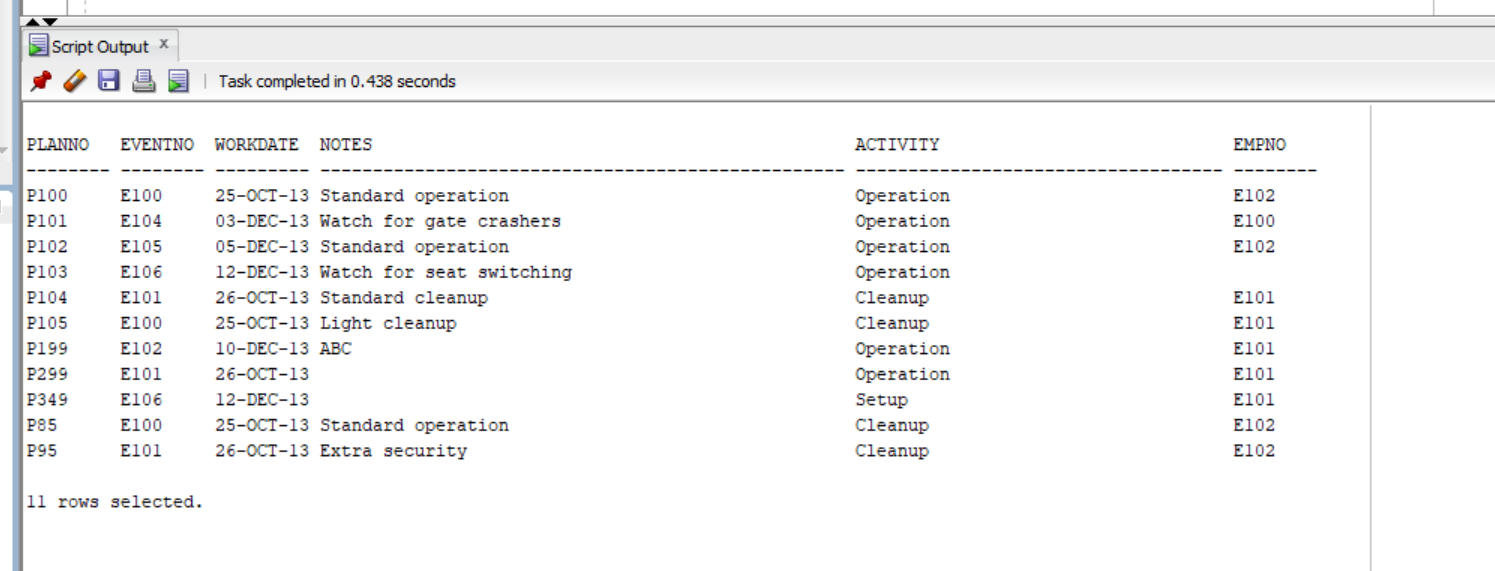 Script Output x
Task completed in 0.438 seconds
PLANNO EVENTNO WORKDATE NOTES ACTIVITY EMPNO
-------- -------- --------- -------------------------------------------------- ----------------------------------- --------
P100 E100 25-OCT-13 Standard operation Operation E102
P101 E104 03-DEC-13 Watch for gate crashers Operation E100
P102 E105 05-DEC-13 Standard operation Operation E102
P103 E106 12-DEC-13 Watch for seat switching Operation
P104 E101 26-OCT-13 Standard cleanup Cleanup E101
P105 E100 25-OCT-13 Light cleanup Cleanup E101
P199 E102 10-DEC-13 ABC Operation E101
P299 E101 26-OCT-13 Operation E101
P349 E106 12-DEC-13 Setup E101
P85 E100 25-OCT-13 Standard operation Cleanup E102
P95 E101 26-OCT-13 Extra security Cleanup E102
11 rows selected.